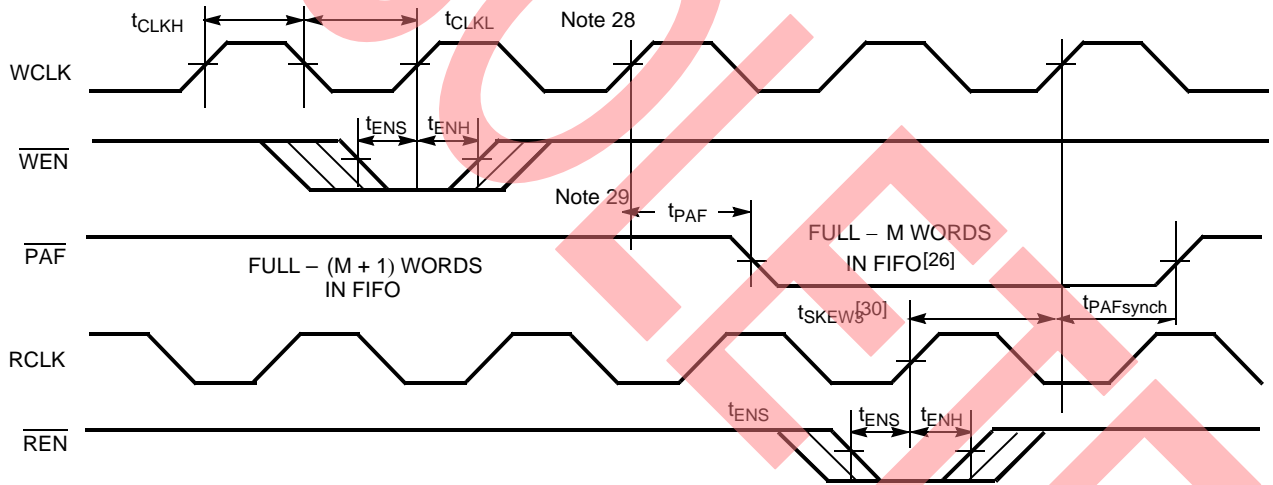 tCLKH
tCLKL
Note 28
WCLK
tENS
tENH
WEN
Note 29
tPAF
PAF
FULL – (M + 1) WORDS
IN FIFO
FULL – M WORDS
IN FIFO[26]
tSKEW3[30]
tPAFsynch
RCLK
tENS
tENS
tENH
REN